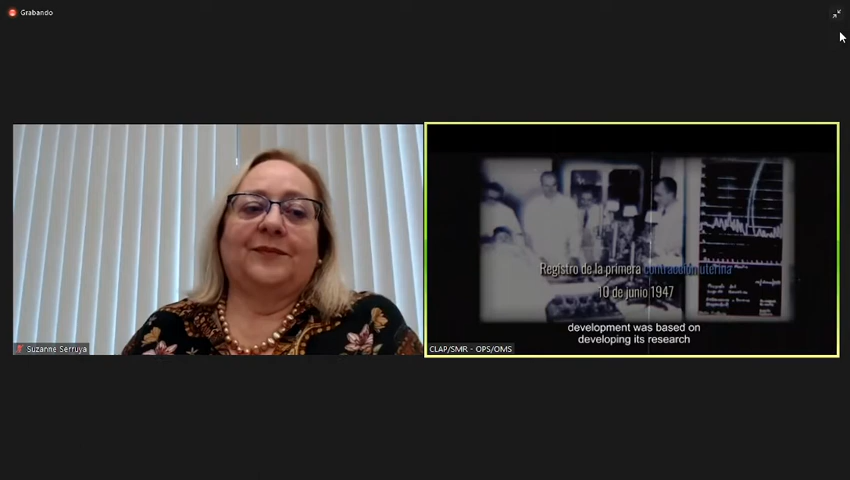 Grabando
Suzanne Serruya
Registro de la primera contracción uterina
10 de junio 1947
development was based on
developing its research
CLAP/SMR - OPS/OMS